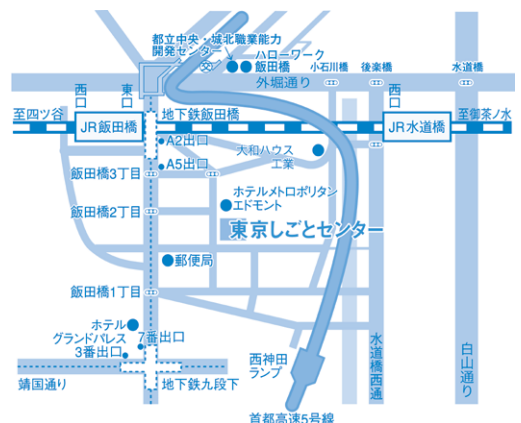 都立中央・城北職業能力
開発センター
ハローワーク
飯田橋
小石川橋
後楽橋
水道橋
外堀通り
西口
東口
西口
至四ツ谷
地下鉄飯田橋
至御茶ノ水
JR飯田橋
JR水道橋
A2出口
大和ハウス
工業
A5出口
飯田橋3丁目
ホテルメトロポリタン
エドモント
飯田橋2丁目
東京しごとセンター
郵便局
飯田橋1丁目
ホテル
グランドパレス
7番出口
3番出口
西神田
ランプ
水道橋西通
白山通り
靖国通り
地下鉄九段下
首都高速5号線